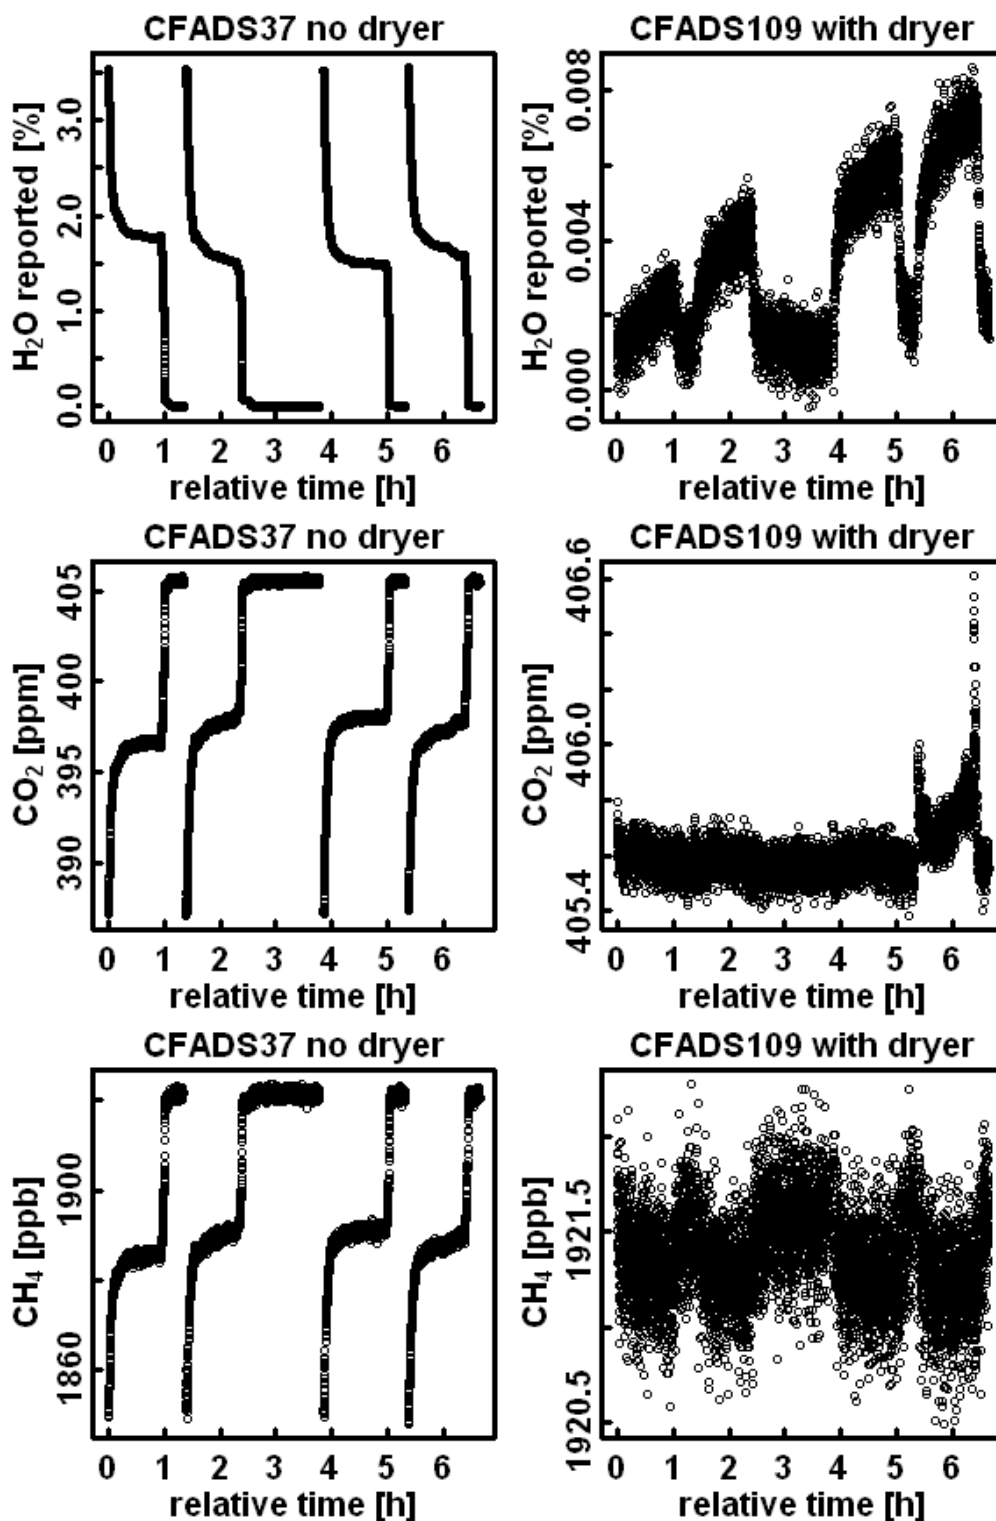 CFADS37 no dryer
H₂O reported [%]
0.0 1.0 2.0 3.0
0 1 2 3 4 5 6
relative time [h]
CFADS109 with dryer
H₂O reported [%]
0.000 0.004 0.008
0 1 2 3 4 5 6
relative time [h]
CFADS37 no dryer
CO₂ [ppm]
390 395 400 405
0 1 2 3 4 5 6
relative time [h]
CFADS109 with dryer
CO₂ [ppm]
405.4 406.0 406.6
0 1 2 3 4 5 6
relative time [h]
CFADS37 no dryer
CH₄ [ppb]
1860 1900
0 1 2 3 4 5 6
relative time [h]
CFADS109 with dryer
CH₄ [ppb]
1920.5 1921.5
0 1 2 3 4 5 6
relative time [h]